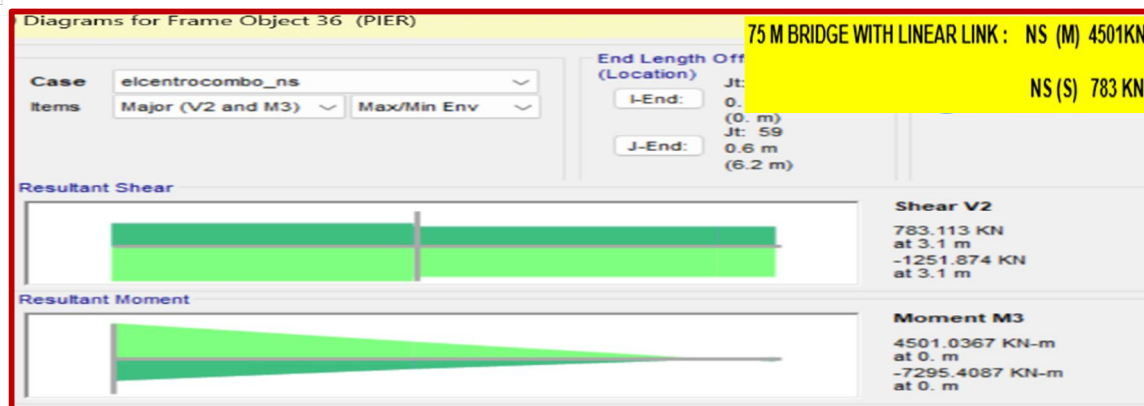 Diagrams for Frame Object 36 (PIER)
75 M BRIDGE WITH LINEAR LINK : NS (M) 4501KN
NS (S) 783 KN
Case elcentrocombo_ns
Items Major (V2 and M3) Max/Min Env
End Length Off
(Location)
I-End:
Jt:
0.
(0. m)
J-End:
Jt: 59
0.6 m
(6.2 m)
Resultant Shear
Shear V2
783.113 KN
at 3.1 m
-1251.874 KN
at 3.1 m
Resultant Moment
Moment M3
4501.0367 KN-m
at 0. m
-7295.4087 KN-m
at 0. m